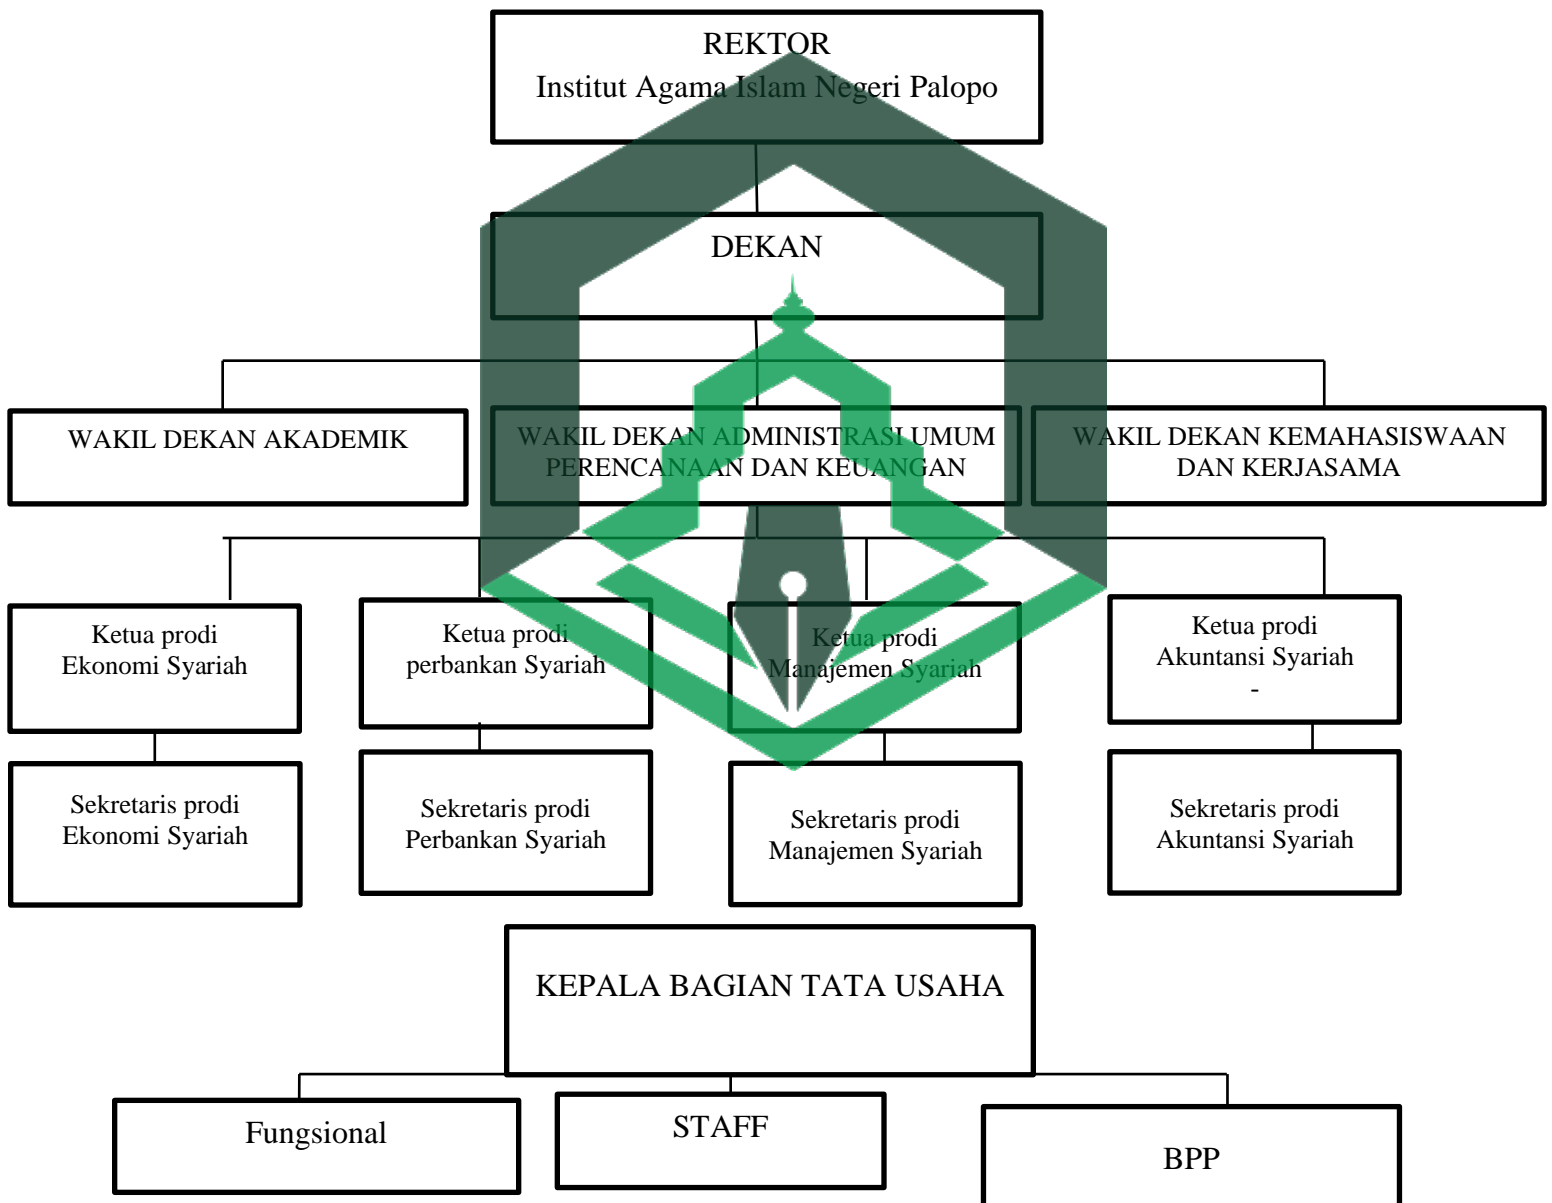 REKTOR
Institut Agama Islam Negeri Palopo
DEKAN
WAKIL DEKAN AKADEMIK
WAKIL DEKAN ADMINISTRASI UMUM
PERENCANAAN DAN KEUANGAN
WAKIL DEKAN KEMAHASISWAAN
DAN KERJASAMA
Ketua prodi
Ekonomi Syariah
Ketua prodi
perbankan Syariah
Ketua prodi
Manajemen Syariah
Ketua prodi
Akuntansi Syariah
-
Sekretaris prodi
Ekonomi Syariah
Sekretaris prodi
Perbankan Syariah
Sekretaris prodi
Manajemen Syariah
Sekretaris prodi
Akuntansi Syariah
KEPALA BAGIAN TATA USAHA
Fungsional
STAFF
BPP